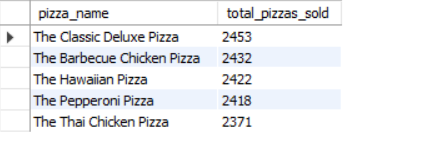 pizza_name total_pizzas_sold
The Classic Deluxe Pizza 2453
The Barbecue Chicken Pizza 2432
The Hawaiian Pizza 2422
The Pepperoni Pizza 2418
The Thai Chicken Pizza 2371